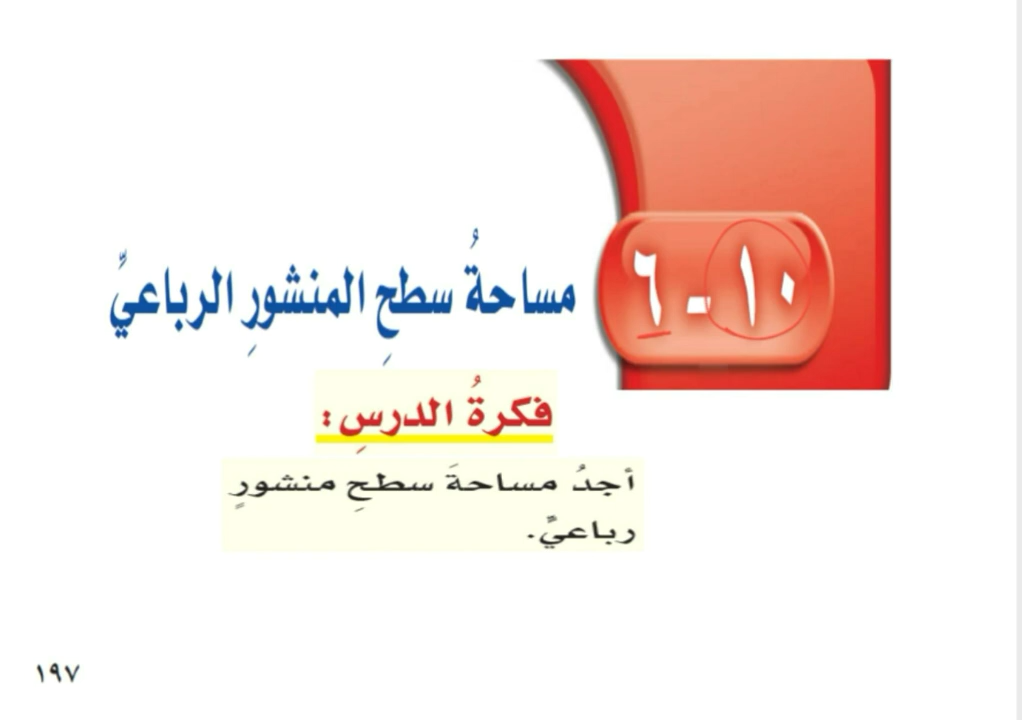 ١٠ - ٦
مساحةُ سطحِ المنشورِ الرباعيِّ
فكرةُ الدرسِ:
أجدُ مساحةَ سطحِ منشورٍ
رباعيٍّ.
١٩٧